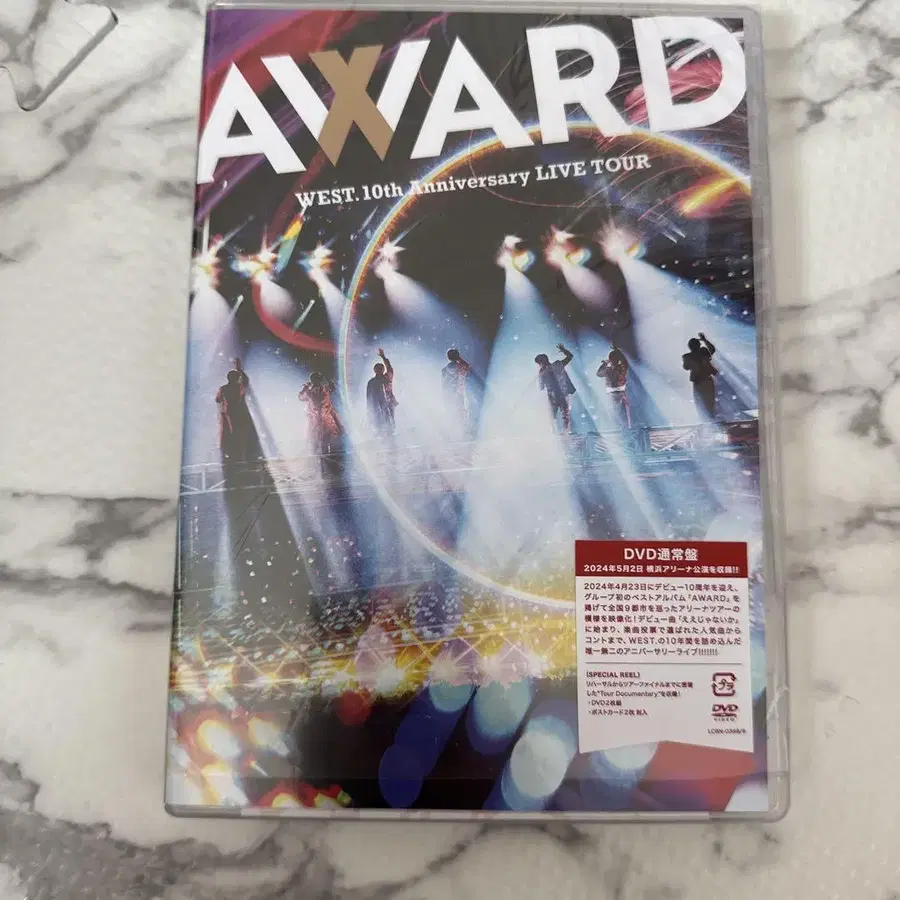 AWARD
WEST. 10th Anniversary LIVE TOUR
DVD通常盤
2024年5月2日 横浜アリーナ公演を収録!!
2024年4月23日にデビュー10周年を迎え、
グループ初のベストアルバム『AWARD』を
掲げて全国9都市を巡ったアリーナツアーの
模様を映像化!デビュー曲『ええじゃないか』
に始まり、楽曲投票で選ばれた人気曲から
コントまで、WEST.の10年間を詰め込んだ
唯一無二のアニバーサリーライブ!!!!!!!
[SPECIAL REEL]
リハーサルからツアーファイナルまでに密着
した"Tour Documentary"を収録!
・DVD2枚組
・ポストカード2枚 封入
プラ
DVD
VIDEO